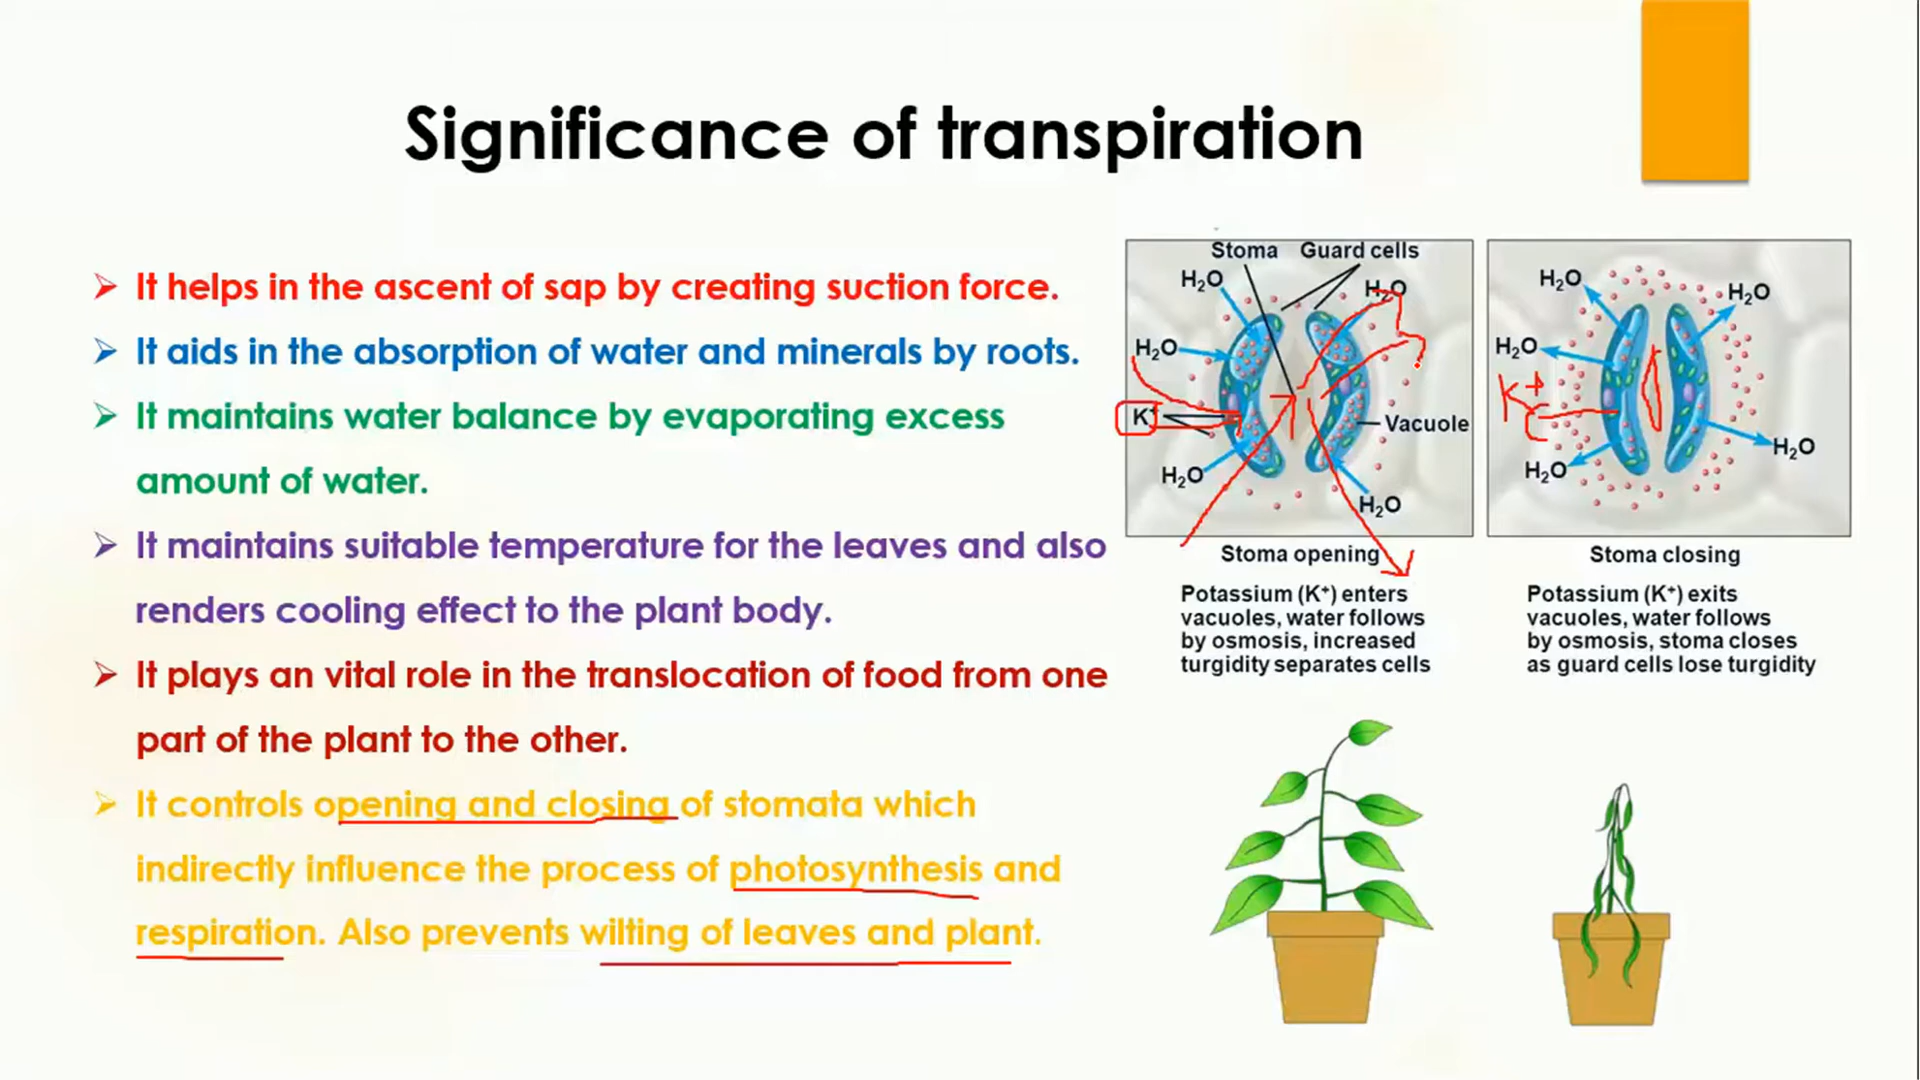 Significance of transpiration
It helps in the ascent of sap by creating suction force.
It aids in the absorption of water and minerals by roots.
It maintains water balance by evaporating excess
amount of water.
It maintains suitable temperature for the leaves and also
renders cooling effect to the plant body.
It plays an vital role in the translocation of food from one
part of the plant to the other.
It controls opening and closing of stomata which
indirectly influence the process of photosynthesis and
respiration. Also prevents wilting of leaves and plant.
Stoma Guard cells
H₂O
H₂O
H₂O
K⁺
Vacuole
H₂O
H₂O
Stoma opening
Potassium (K⁺) enters
vacuoles, water follows
by osmosis, increased
turgidity separates cells
H₂O
H₂O
H₂O
K⁺
H₂O
H₂O
Stoma closing
Potassium (K⁺) exits
vacuoles, water follows
by osmosis, stoma closes
as guard cells lose turgidity